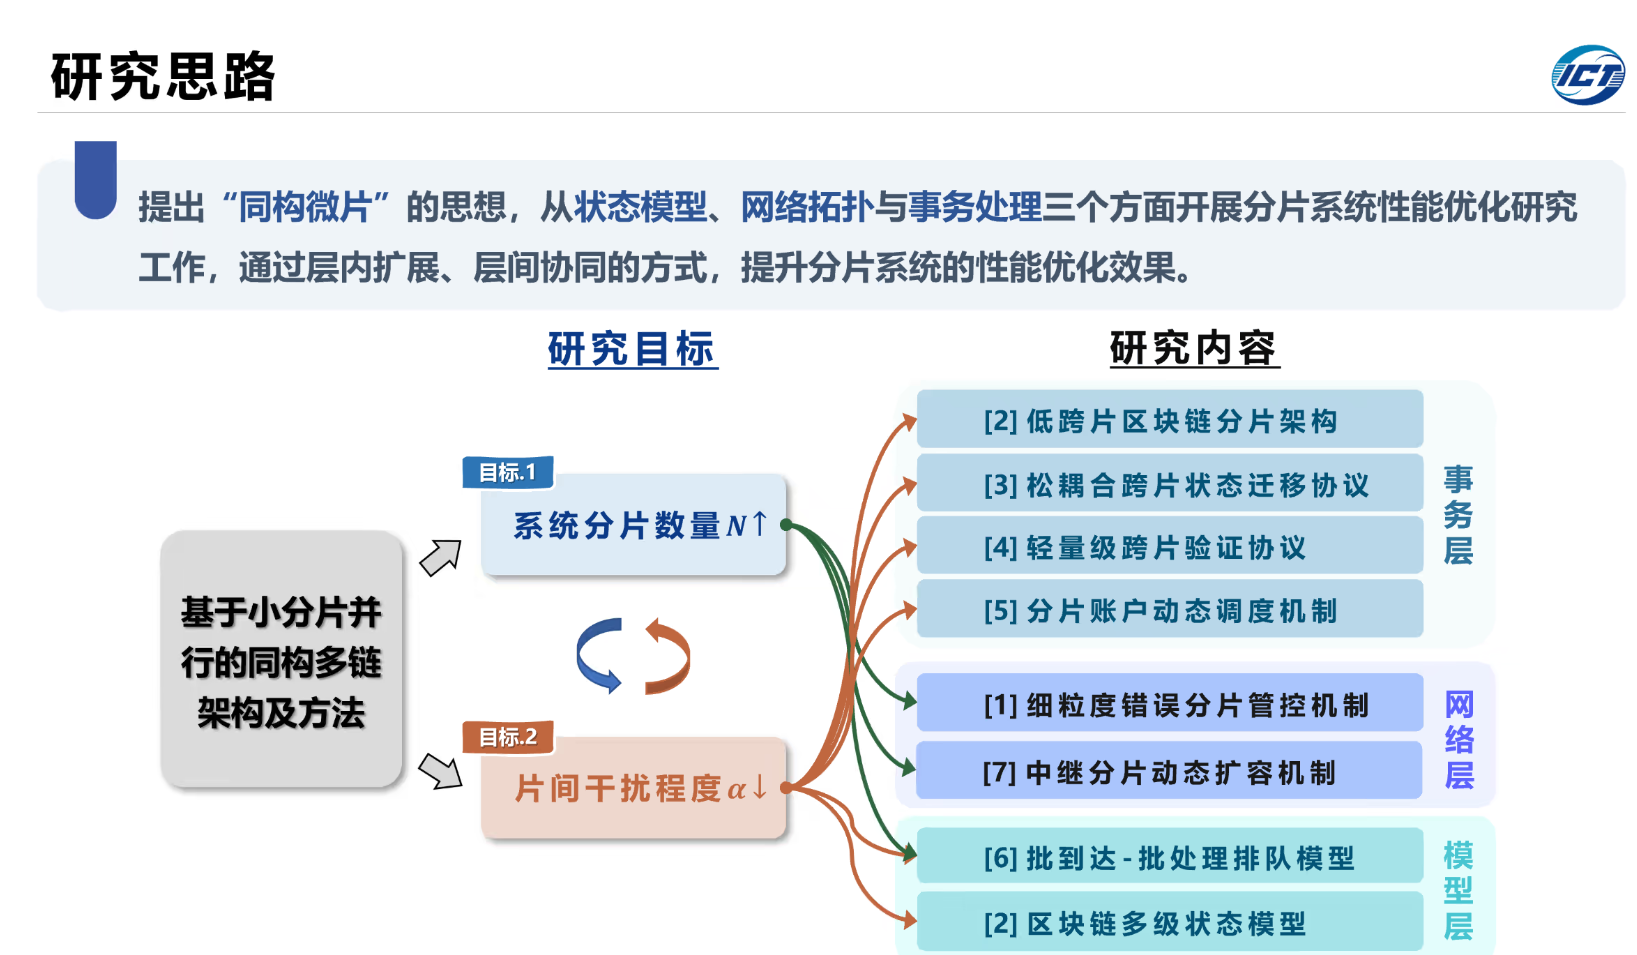 研究思路
ICT
提出“同构微片”的思想，从状态模型、网络拓扑与事务处理三个方面开展分片系统性能优化研究
工作，通过层内扩展、层间协同的方式，提升分片系统的性能优化效果。
研究目标
研究内容
基于小分片并
行的同构多链
架构及方法
目标.1
系统分片数量N↑
目标.2
片间干扰程度α↓
[2] 低跨片区块链分片架构
[3] 松耦合跨片状态迁移协议
[4] 轻量级跨片验证协议
[5] 分片账户动态调度机制
事务层
[1] 细粒度错误分片管控机制
[7] 中继分片动态扩容机制
网络层
[6] 批到达-批处理排队模型
[2] 区块链多级状态模型
模型层